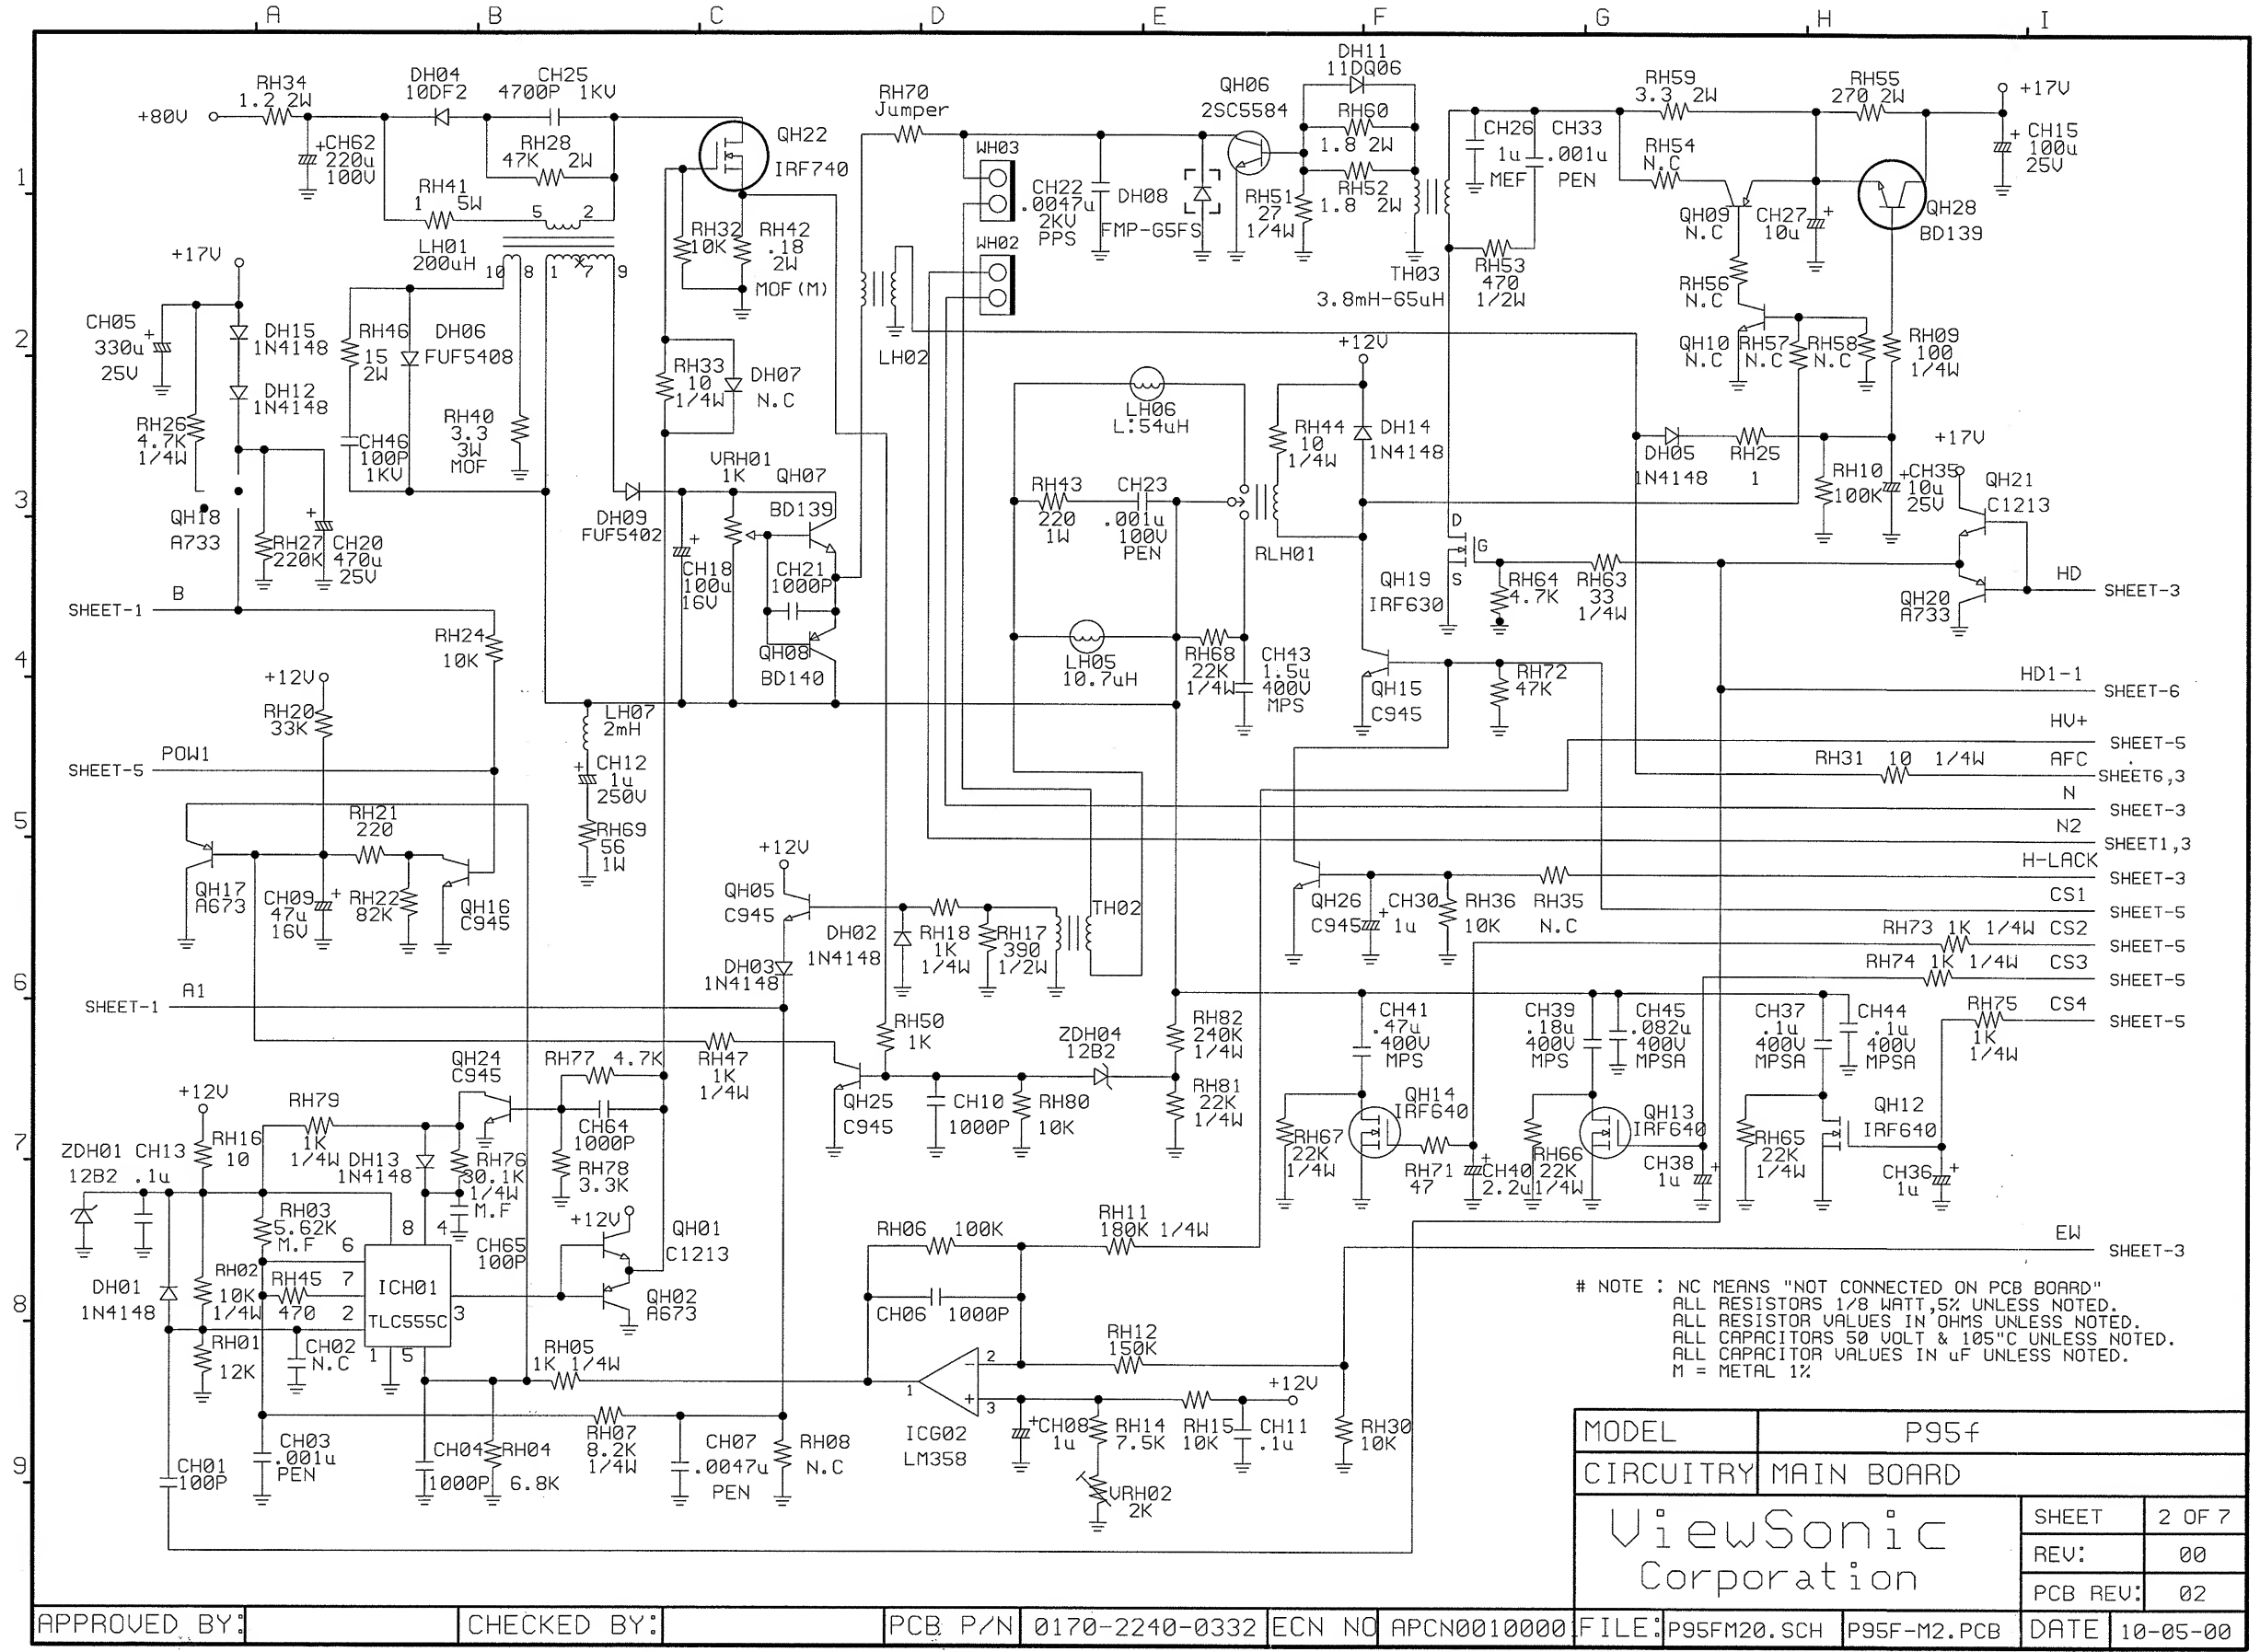 A B C D E F G H I
1
2
3
4
5
6
7
8
9
+80V
RH34
1.2 2W
CH62
220u
100V
DH04
10DF2
CH25
4700P 1KV
RH28
47K 2W
RH41
1 5W
5 2
LH01
200uH
10 8 1 7 9
QH22
IRF740
RH32
10K
RH42
.18
2W
MOF(M)
RH70
Jumper
WH03
WH02
CH22
.0047u
2KV
PPS
DH08
FMP-G5FS
QH06
2SC5584
DH11
11DQ06
RH60
1.8 2W
RH52
1.8 2W
RH51
27
1/4W
TH03
3.8mH-65uH
CH26
1u
MEF
CH33
.001u
PEN
RH53
470
1/2W
RH59
3.3 2W
RH54
N.C
RH55
270 2W
+17V
CH15
100u
25V
QH09
N.C
CH27
10u
QH28
BD139
RH56
N.C
QH10
N.C
RH57
N.C
RH58
N.C
RH09
100
1/4W
+17V
CH05
330u
25V
DH15
1N4148
DH12
1N4148
RH26
4.7K
1/4W
QH18
A733
RH27
220K
CH20
470u
25V
RH46
15
2W
DH06
FUF5408
CH46
100P
1KV
RH40
3.3
3W
MOF
RH33
10
1/4W
DH07
N.C
LH02
VRH01
1K
QH07
BD139
DH09
FUF5402
CH18
100u
16V
CH21
1000P
QH08
BD140
LH06
L:54uH
RH43
220
1W
CH23
.001u
100V
PEN
RH44
10
1/4W
+12V
DH14
1N4148
RLH01
LH05
10.7uH
RH68
22K
1/4W
CH43
1.5u
400V
MPS
D
G
S
QH19
IRF630
RH64
4.7K
RH63
33
1/4W
DH05
1N4148
RH25
1
RH10
100K
CH35
10u
25V
+17V
QH21
C1213
QH20
A733
HD
SHEET-3
QH15
C945
RH72
47K
HD1-1
SHEET-6
HV+
SHEET-5
RH31 10 1/4W
AFC
SHEET6,3
N
SHEET-3
N2
SHEET1,3
H-LACK
SHEET-3
CS1
SHEET-5
RH73 1K 1/4W CS2
SHEET-5
RH74 1K 1/4W CS3
SHEET-5
RH75
1K
1/4W
CS4
SHEET-5
SHEET-1
B
RH24
10K
+12V
RH20
33K
SHEET-5
POW1
RH21
220
QH17
A673
CH09
47u
16V
RH22
82K
QH16
C945
LH07
2mH
CH12
1u
250V
RH69
56
1W
+12V
QH05
C945
DH02
1N4148
DH03
1N4148
RH18
1K
1/4W
RH17
390
1/2W
TH02
QH26
C945
CH30
1u
RH36
10K
RH35
N.C
SHEET-1
A1
RH47
1K
1/4W
RH50
1K
QH25
C945
CH10
1000P
RH80
10K
ZDH04
12B2
RH82
240K
1/4W
RH81
22K
1/4W
CH41
.47u
400V
MPS
CH39
.18u
400V
MPS
CH45
.082u
400V
MPSA
CH37
.1u
400V
MPSA
CH44
.1u
400V
MPSA
QH14
IRF640
RH67
22K
1/4W
RH71
47
CH40
2.2u
QH13
IRF640
RH66
22K
1/4W
CH38
1u
QH12
IRF640
RH65
22K
1/4W
CH36
1u
QH24
C945
RH77 4.7K
CH64
1000P
RH78
3.3K
+12V
RH79
1K
1/4W
RH16
10
ZDH01
12B2
CH13
.1u
DH13
1N4148
RH76
30.1K
1/4W
M.F
CH65
100P
RH03
5.62K
M.F
+12V
QH01
C1213
QH02
A673
DH01
1N4148
RH02
10K
1/4W
RH45
470
RH01
12K
CH02
N.C
ICH01
TLC555C
6
7
2
8 4
3
1 5
RH05
1K 1/4W
RH07
8.2K
1/4W
CH03
.001u
PEN
CH04
1000P
RH04
6.8K
CH07
.0047u
PEN
RH08
N.C
CH01
100P
RH06 100K
CH06 1000P
RH11
180K 1/4W
RH12
150K
ICG02
LM358
2
1
3
CH08
1u
RH14
7.5K
RH15
10K
CH11
.1u
+12V
RH30
10K
VRH02
2K
EW
SHEET-3
# NOTE : NC MEANS "NOT CONNECTED ON PCB BOARD"
ALL RESISTORS 1/8 WATT,5% UNLESS NOTED.
ALL RESISTOR VALUES IN OHMS UNLESS NOTED.
ALL CAPACITORS 50 VOLT & 105"C UNLESS NOTED.
ALL CAPACITOR VALUES IN uF UNLESS NOTED.
M = METAL 1%
MODEL P95f
CIRCUITRY MAIN BOARD
ViewSonic
Corporation
SHEET 2 OF 7
REV: 00
PCB REV: 02
APPROVED BY: CHECKED BY: PCB P/N 0170-2240-0332 ECN NO APCN0010000 FILE: P95FM20.SCH P95F-M2.PCB DATE 10-05-00